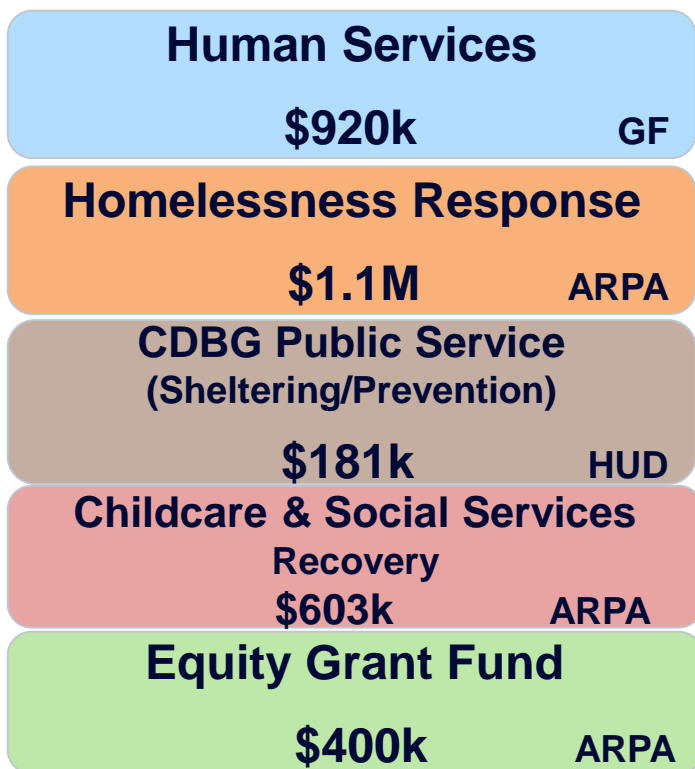 Human Services
$920k GF
Homelessness Response
$1.1M ARPA
CDBG Public Service
(Sheltering/Prevention)
$181k HUD
Childcare & Social Services
Recovery
$603k ARPA
Equity Grant Fund
$400k ARPA